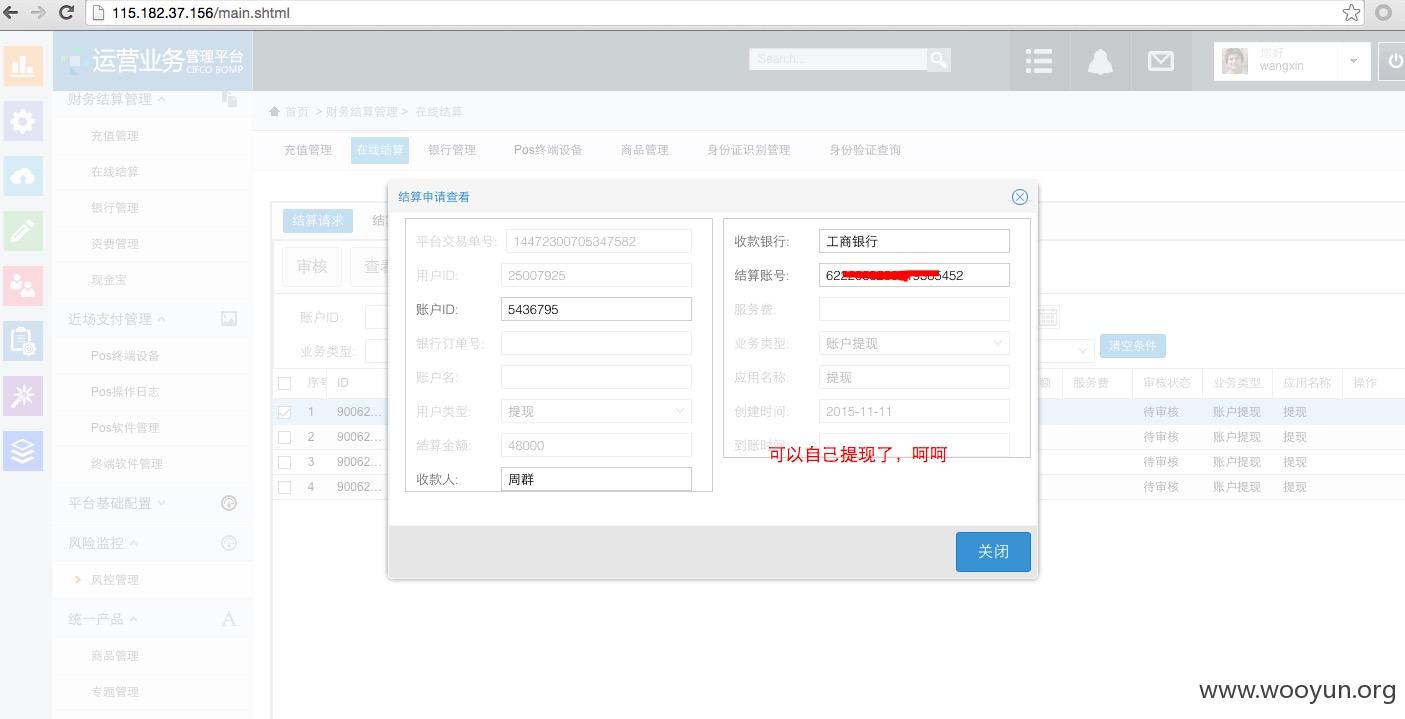 115.182.37.156/main.shtml
运营业务管理平台
CIFCO BOMP
Search...
您好
wangxin
财务结算管理
充值管理
在线结算
银行管理
资费管理
现金宝
近场支付管理
Pos终端设备
Pos操作日志
Pos软件管理
终端软件管理
平台基础配置
风险监控
风控管理
统一产品
商品管理
专题管理
首页 > 财务结算管理 > 在线结算
充值管理 在线结算 银行管理 Pos终端设备 商品管理 身份证识别管理 身份验证查询
结算请求 结
审核 查看
账户ID:
业务类型:
清空条件
序号 ID 额 服务费 审核状态 业务类型 应用名称 操作
1 90062... 待审核 账户提现 提现
2 90062... 待审核 账户提现 提现
3 90062... 待审核 账户提现 提现
4 90062... 待审核 账户提现 提现
结算申请查看
平台交易单号: 14472300705347582
用户ID: 25007925
账户ID: 5436795
银行订单号:
账户名:
用户类型: 提现
结算金额: 48000
收款人: 周群
收款银行: 工商银行
结算账号: 622 5452
服务费:
业务类型: 账户提现
应用名称: 提现
创建时间: 2015-11-11
到账时间:
可以自己提现了，呵呵
关闭
www.wooyun.org